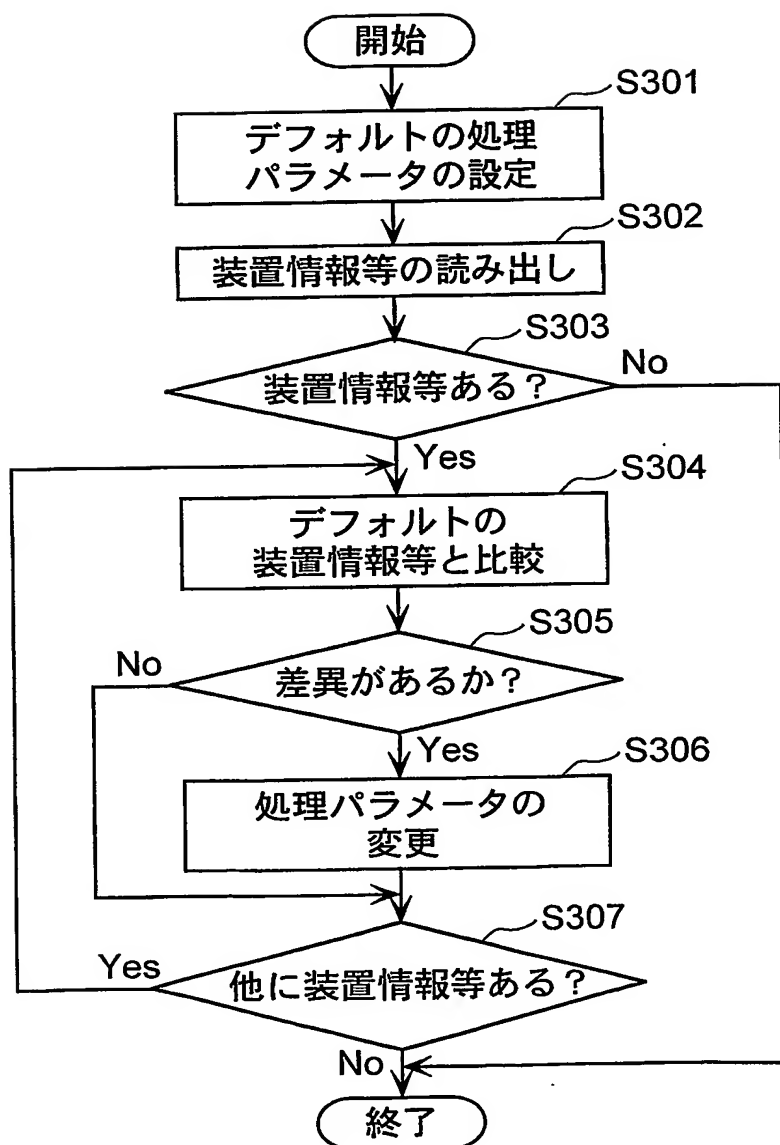 開始
S301
デフォルトの処理
パラメータの設定
S302
装置情報等の読み出し
S303
装置情報等ある?
No
Yes
S304
デフォルトの
装置情報等と比較
S305
No
差異があるか?
Yes
S306
処理パラメータの
変更
S307
Yes
他に装置情報等ある?
No
終了